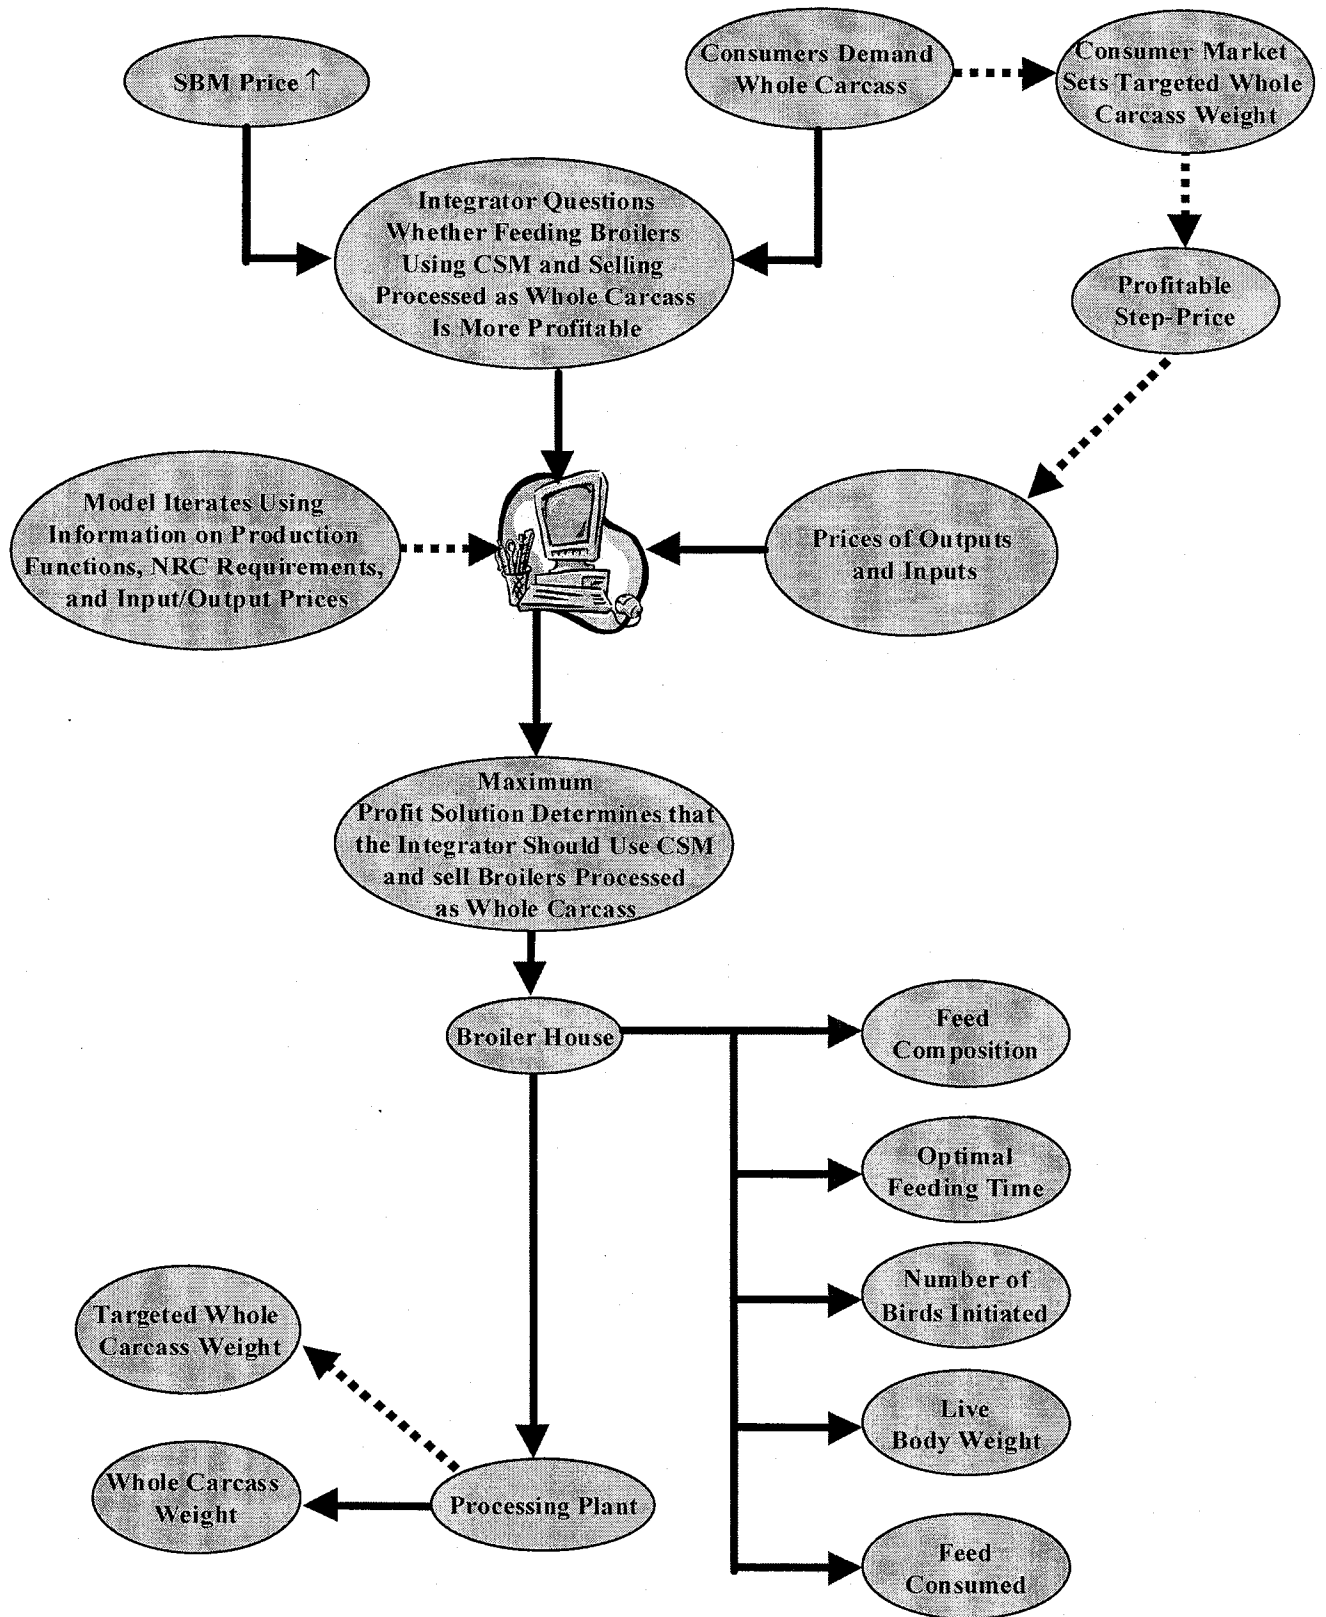 SBM Price ↑
Consumers Demand
Whole Carcass
Consumer Market
Sets Targeted Whole
Carcass Weight
Integrator Questions
Whether Feeding Broilers
Using CSM and Selling
Processed as Whole Carcass
Is More Profitable
Profitable
Step-Price
Model Iterates Using
Information on Production
Functions, NRC Requirements,
and Input/Output Prices
Prices of Outputs
and Inputs
Maximum
Profit Solution Determines that
the Integrator Should Use CSM
and sell Broilers Processed
as Whole Carcass
Broiler House
Feed
Composition
Optimal
Feeding Time
Number of
Birds Initiated
Live
Body Weight
Feed
Consumed
Targeted Whole
Carcass Weight
Whole Carcass
Weight
Processing Plant